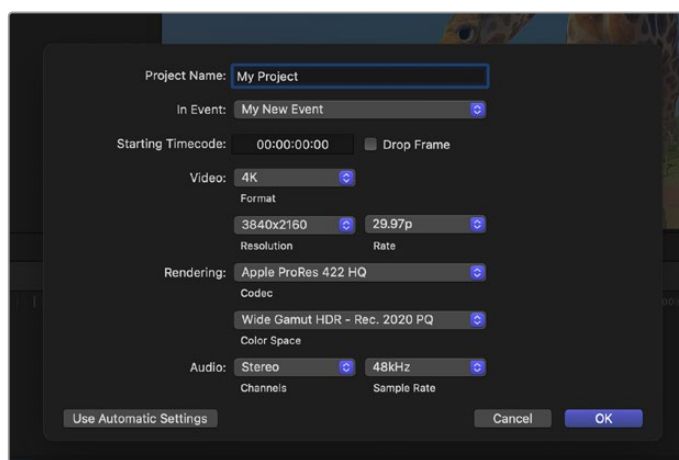 Project Name: My Project
In Event: My New Event
Starting Timecode: 00:00:00:00 Drop Frame
Video: 4K
Format
3840x2160 29.97p
Resolution Rate
Rendering: Apple ProRes 422 HQ
Codec
Wide Gamut HDR - Rec. 2020 PQ
Color Space
Audio: Stereo 48kHz
Channels Sample Rate
Use Automatic Settings Cancel OK